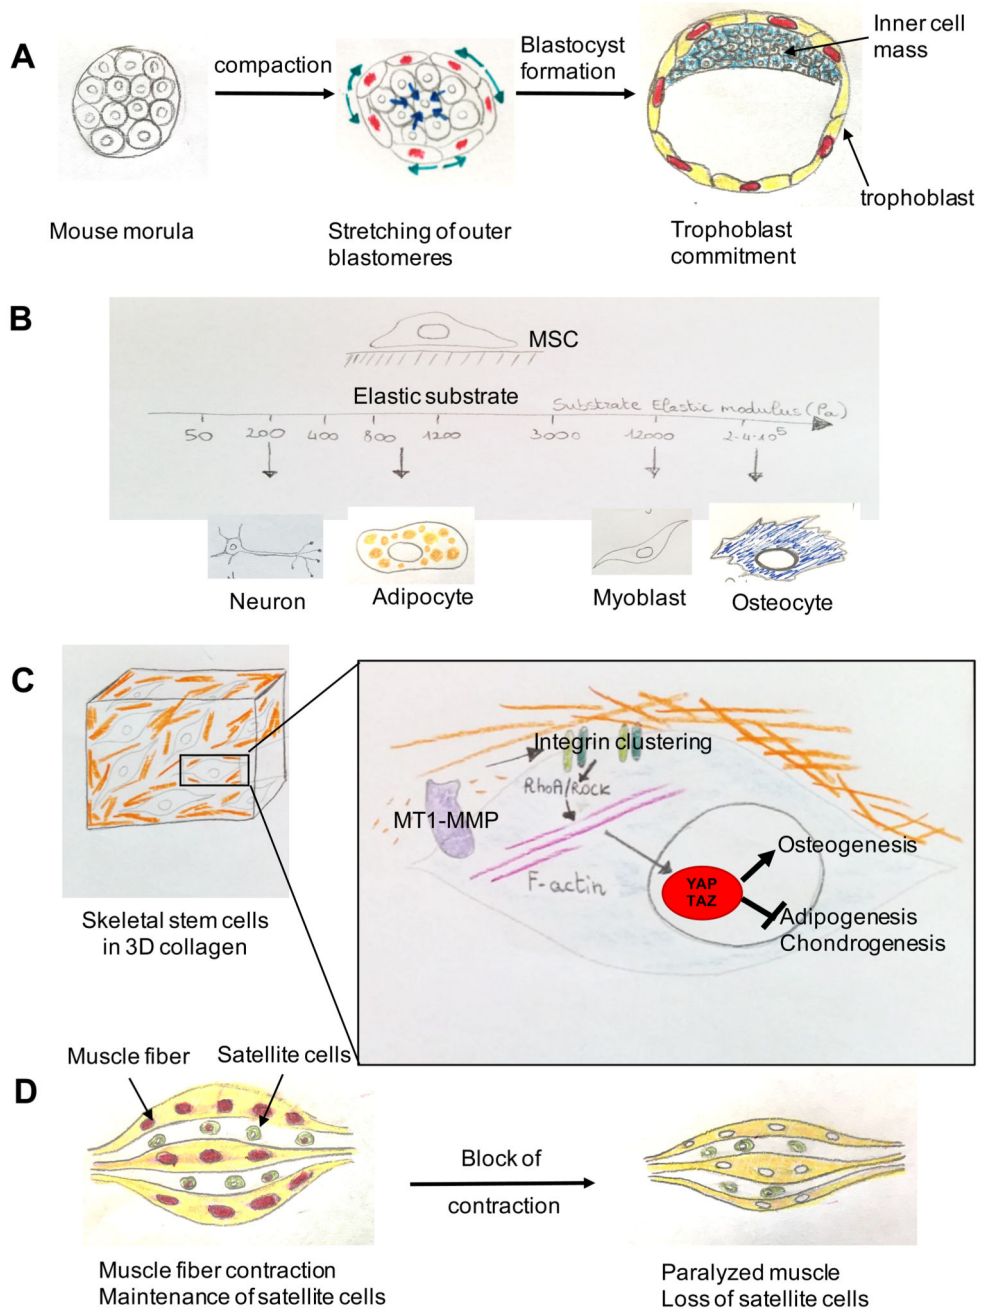 A
compaction
Blastocyst
formation
Inner cell
mass
trophoblast
Mouse morula
Stretching of outer
blastomeres
Trophoblast
commitment
B
MSC
Elastic substrate
Substrate Elastic modulus (Pa)
50 200 400 800 1200 3000 12000 2-4·10⁵
Neuron
Adipocyte
Myoblast
Osteocyte
C
Integrin clustering
RhoA/ROCK
MT1-MMP
F-actin
YAP
TAZ
Osteogenesis
Adipogenesis
Chondrogenesis
Skeletal stem cells
in 3D collagen
D
Muscle fiber
Satellite cells
Block of
contraction
Muscle fiber contraction
Maintenance of satellite cells
Paralyzed muscle
Loss of satellite cells